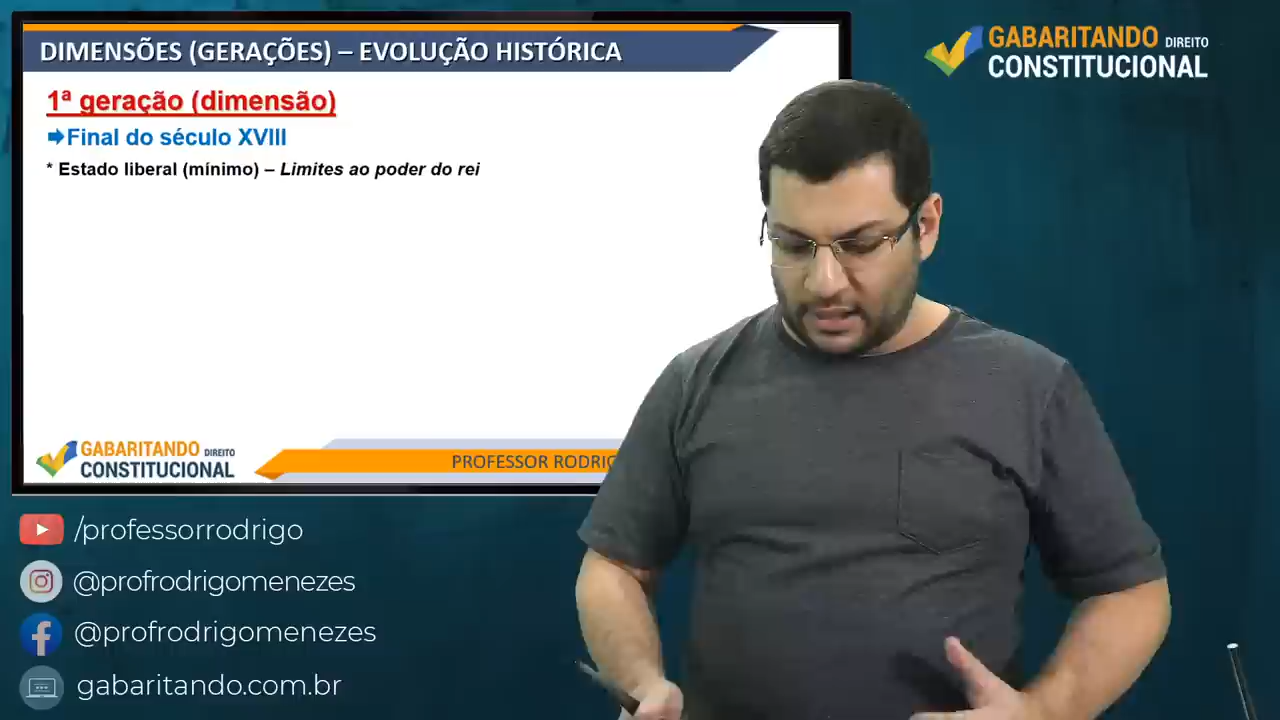 DIMENSÕES (GERAÇÕES) – EVOLUÇÃO HISTÓRICA
GABARITANDO DIREITO
CONSTITUCIONAL
1ª geração (dimensão)
➡Final do século XVIII
* Estado liberal (mínimo) – Limites ao poder do rei
GABARITANDO DIREITO
CONSTITUCIONAL
PROFESSOR
/professorrodrigo
@profrodrigomenezes
@profrodrigomenezes
gabaritando.com.br